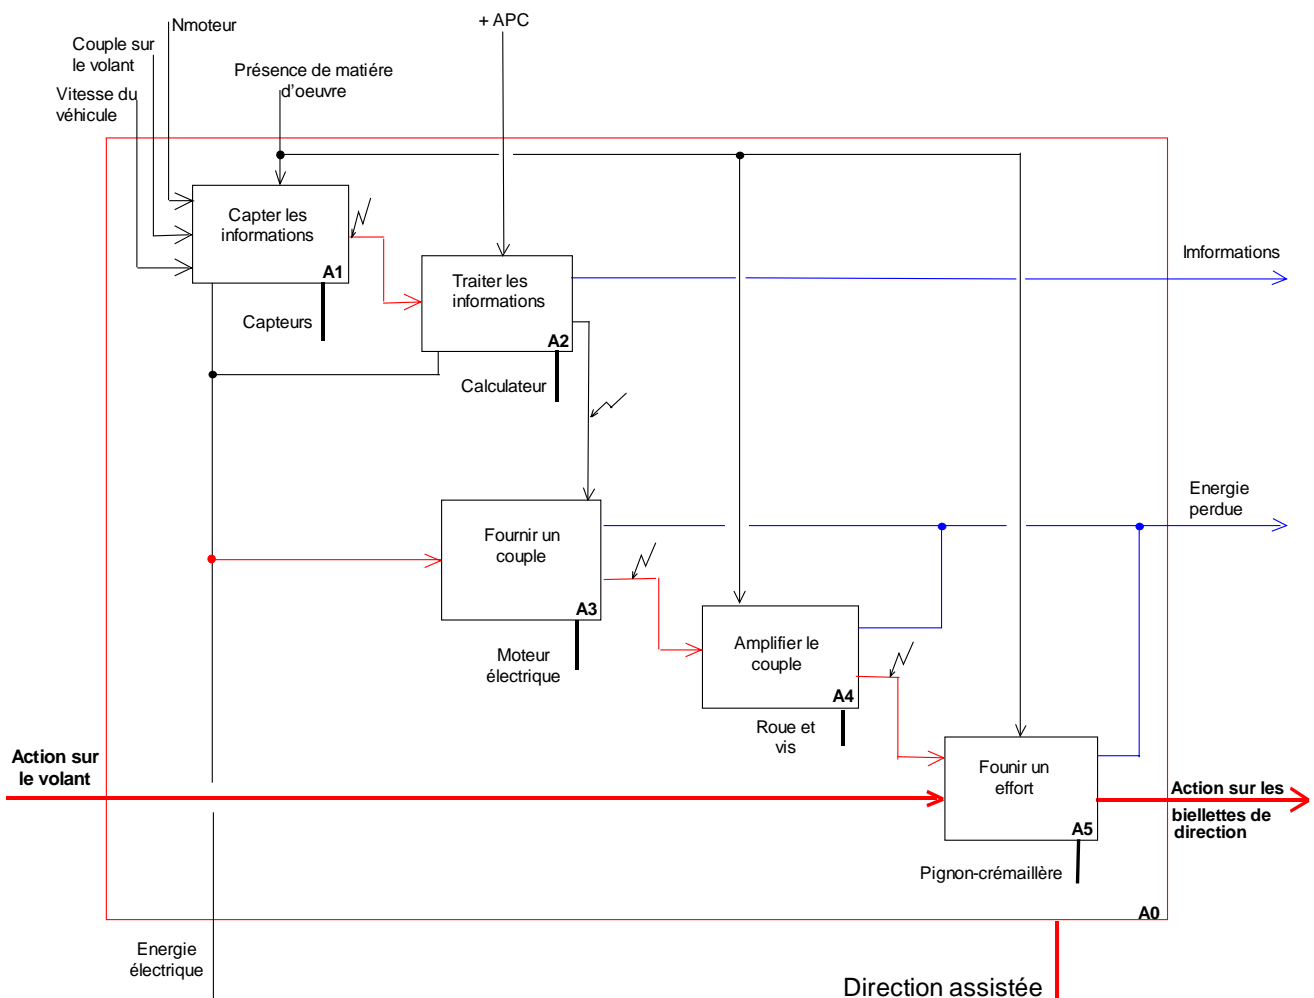 Nmoteur
+ APC
Couple sur
le volant
Présence de matiére
d'oeuvre
Vitesse du
véhicule
Capter les
informations
A1
Capteurs
Traiter les
informations
A2
Calculateur
Imformations
Energie
perdue
Fournir un
couple
A3
Moteur
électrique
Amplifier le
couple
A4
Roue et
vis
Action sur
le volant
Founir un
effort
A5
Pignon-crémaillère
Action sur les
biellettes de
direction
A0
Energie
électrique
Direction assistée